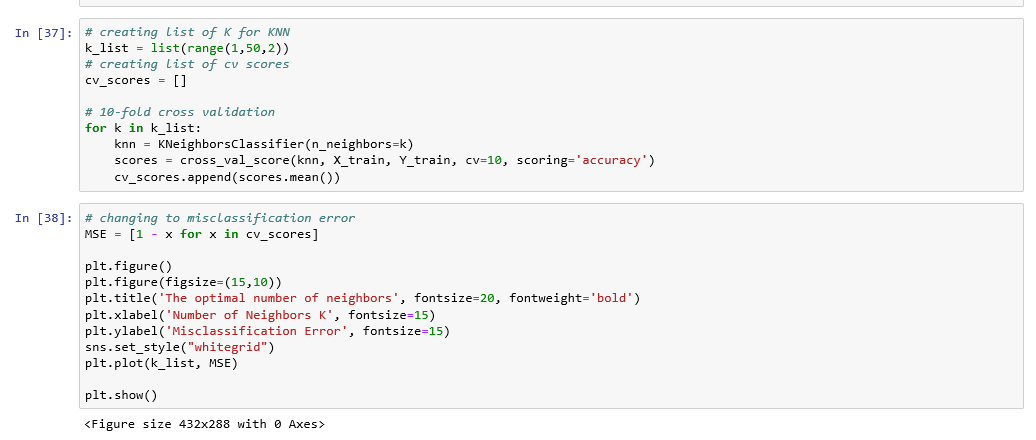 In [37]:
# creating list of K for KNN
k_list = list(range(1,50,2))
# creating list of cv scores
cv_scores = []

# 10-fold cross validation
for k in k_list:
    knn = KNeighborsClassifier(n_neighbors=k)
    scores = cross_val_score(knn, X_train, Y_train, cv=10, scoring='accuracy')
    cv_scores.append(scores.mean())

In [38]:
# changing to misclassification error
MSE = [1 - x for x in cv_scores]

plt.figure()
plt.figure(figsize=(15,10))
plt.title('The optimal number of neighbors', fontsize=20, fontweight='bold')
plt.xlabel('Number of Neighbors K', fontsize=15)
plt.ylabel('Misclassification Error', fontsize=15)
sns.set_style("whitegrid")
plt.plot(k_list, MSE)

plt.show()

<Figure size 432x288 with 0 Axes>